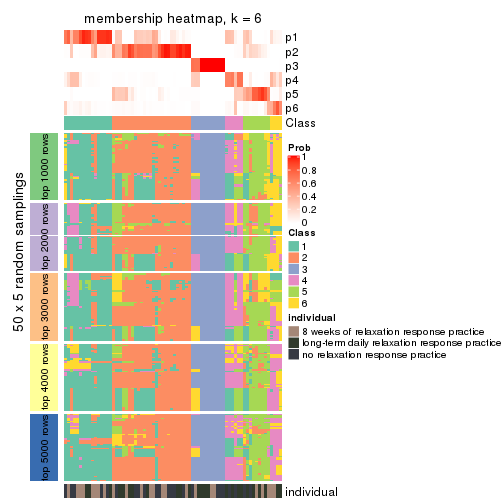 membership heatmap, k = 6
p1
p2
p3
p4
p5
p6
Class
50 x 5 random samplings
top 1000 rows
top 2000 rows
top 3000 rows
top 4000 rows
top 5000 rows
individual
Prob
1
0.8
0.6
0.4
0.2
0
Class
1
2
3
4
5
6
individual
8 weeks of relaxation response practice
long-term daily relaxation response practice
no relaxation response practice